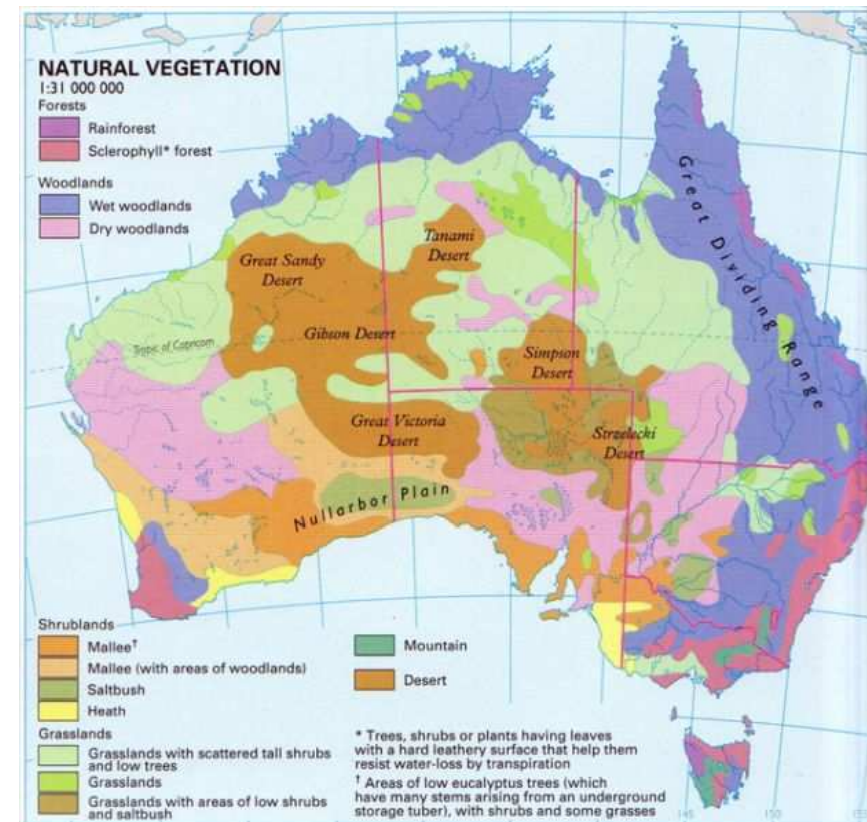 NATURAL VEGETATION
1:31 000 000
Forests
Rainforest
Sclerophyll* forest
Woodlands
Wet woodlands
Dry woodlands
Great Sandy
Desert
Tanami
Desert
Great Dividing Range
Gibson Desert
Tropic of Capricorn
Simpson
Desert
Great Victoria
Desert
Strzelecki
Desert
Nullarbor Plain
Shrublands
Mallee†
Mallee (with areas of woodlands)
Saltbush
Heath
Grasslands
Grasslands with scattered tall shrubs
and low trees
Grasslands
Grasslands with areas of low shrubs
and saltbush
Mountain
Desert
* Trees, shrubs or plants having leaves
with a hard leathery surface that help them
resist water-loss by transpiration
† Areas of low eucalyptus trees (which
have many stems arising from an underground
storage tuber), with shrubs and some grasses
145
150